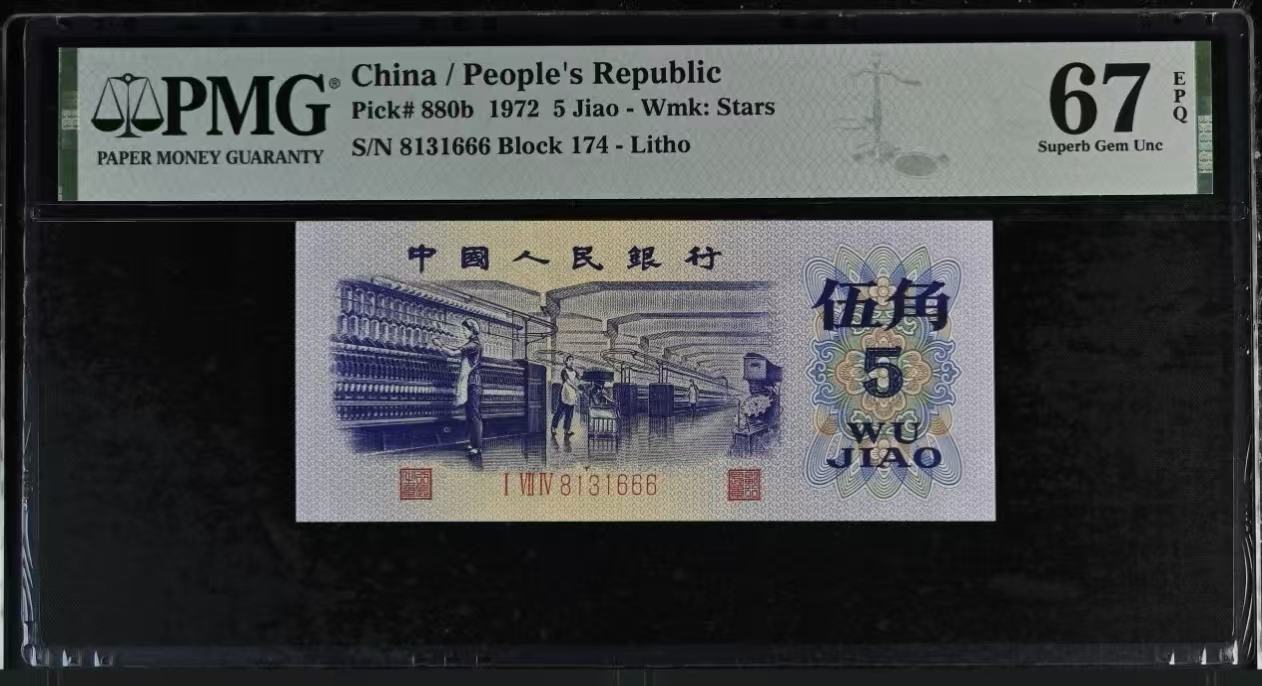 PMG®
PAPER MONEY GUARANTY
China / People's Republic
Pick# 880b 1972 5 Jiao - Wmk: Stars
S/N 8131666 Block 174 - Litho
67 EPQ
Superb Gem Unc
中國人民銀行
伍角
5
WU
JIAO
I VII IV 8131666